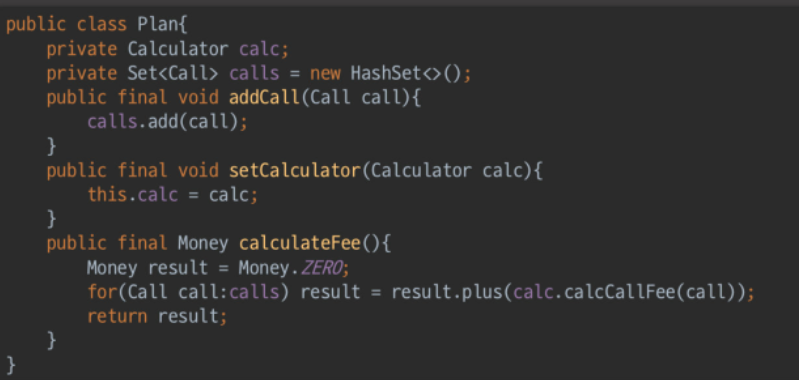 public class Plan{
    private Calculator calc;
    private Set<Call> calls = new HashSet<>();
    public final void addCall(Call call){
        calls.add(call);
    }
    public final void setCalculator(Calculator calc){
        this.calc = calc;
    }
    public final Money calculateFee(){
        Money result = Money.ZERO;
        for(Call call:calls) result = result.plus(calc.calcCallFee(call));
        return result;
    }
}